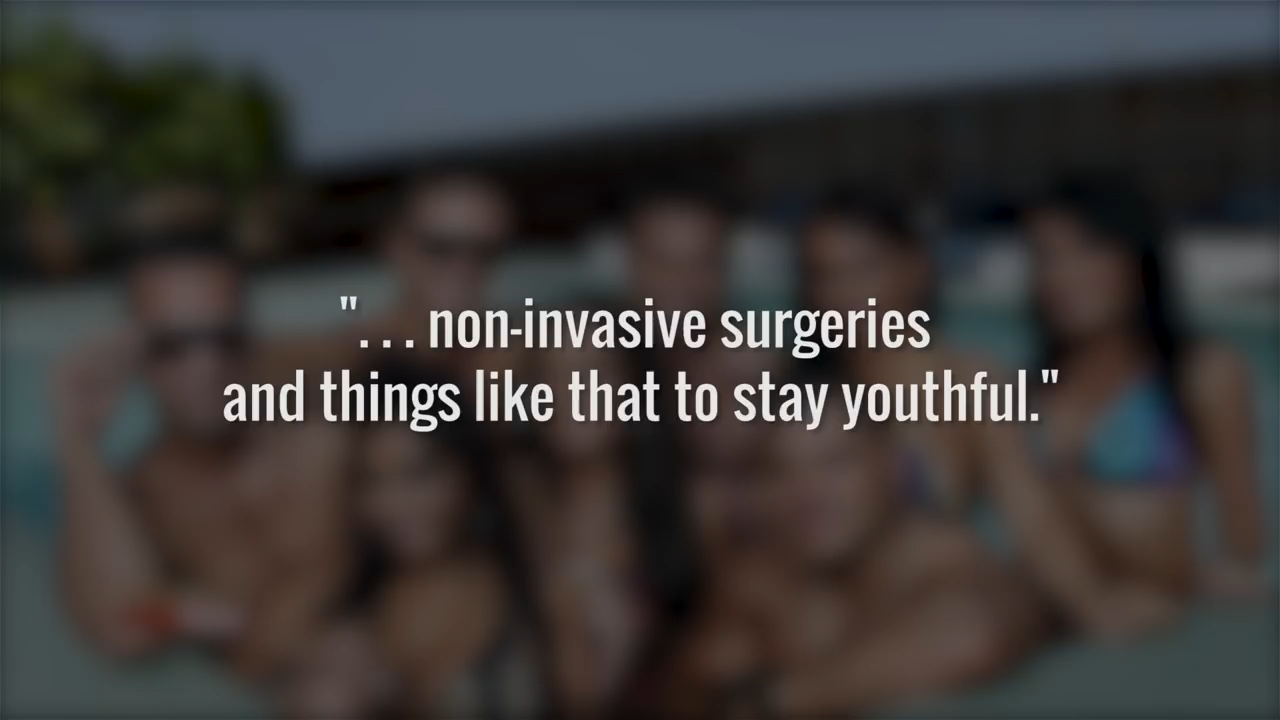 ". . . non-invasive surgeries
and things like that to stay youthful."